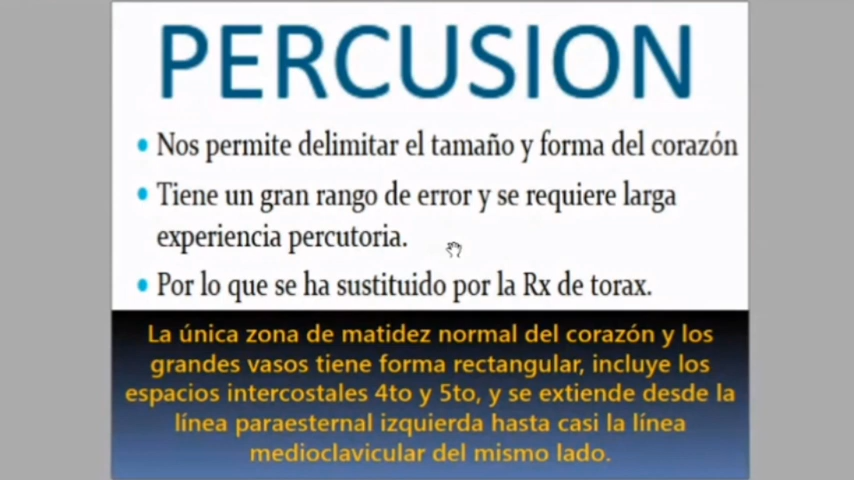 PERCUSION
• Nos permite delimitar el tamaño y forma del corazón
• Tiene un gran rango de error y se requiere larga
experiencia percutoria.
• Por lo que se ha sustituido por la Rx de torax.
La única zona de matidez normal del corazón y los
grandes vasos tiene forma rectangular, incluye los
espacios intercostales 4to y 5to, y se extiende desde la
línea paraesternal izquierda hasta casi la línea
medioclavicular del mismo lado.